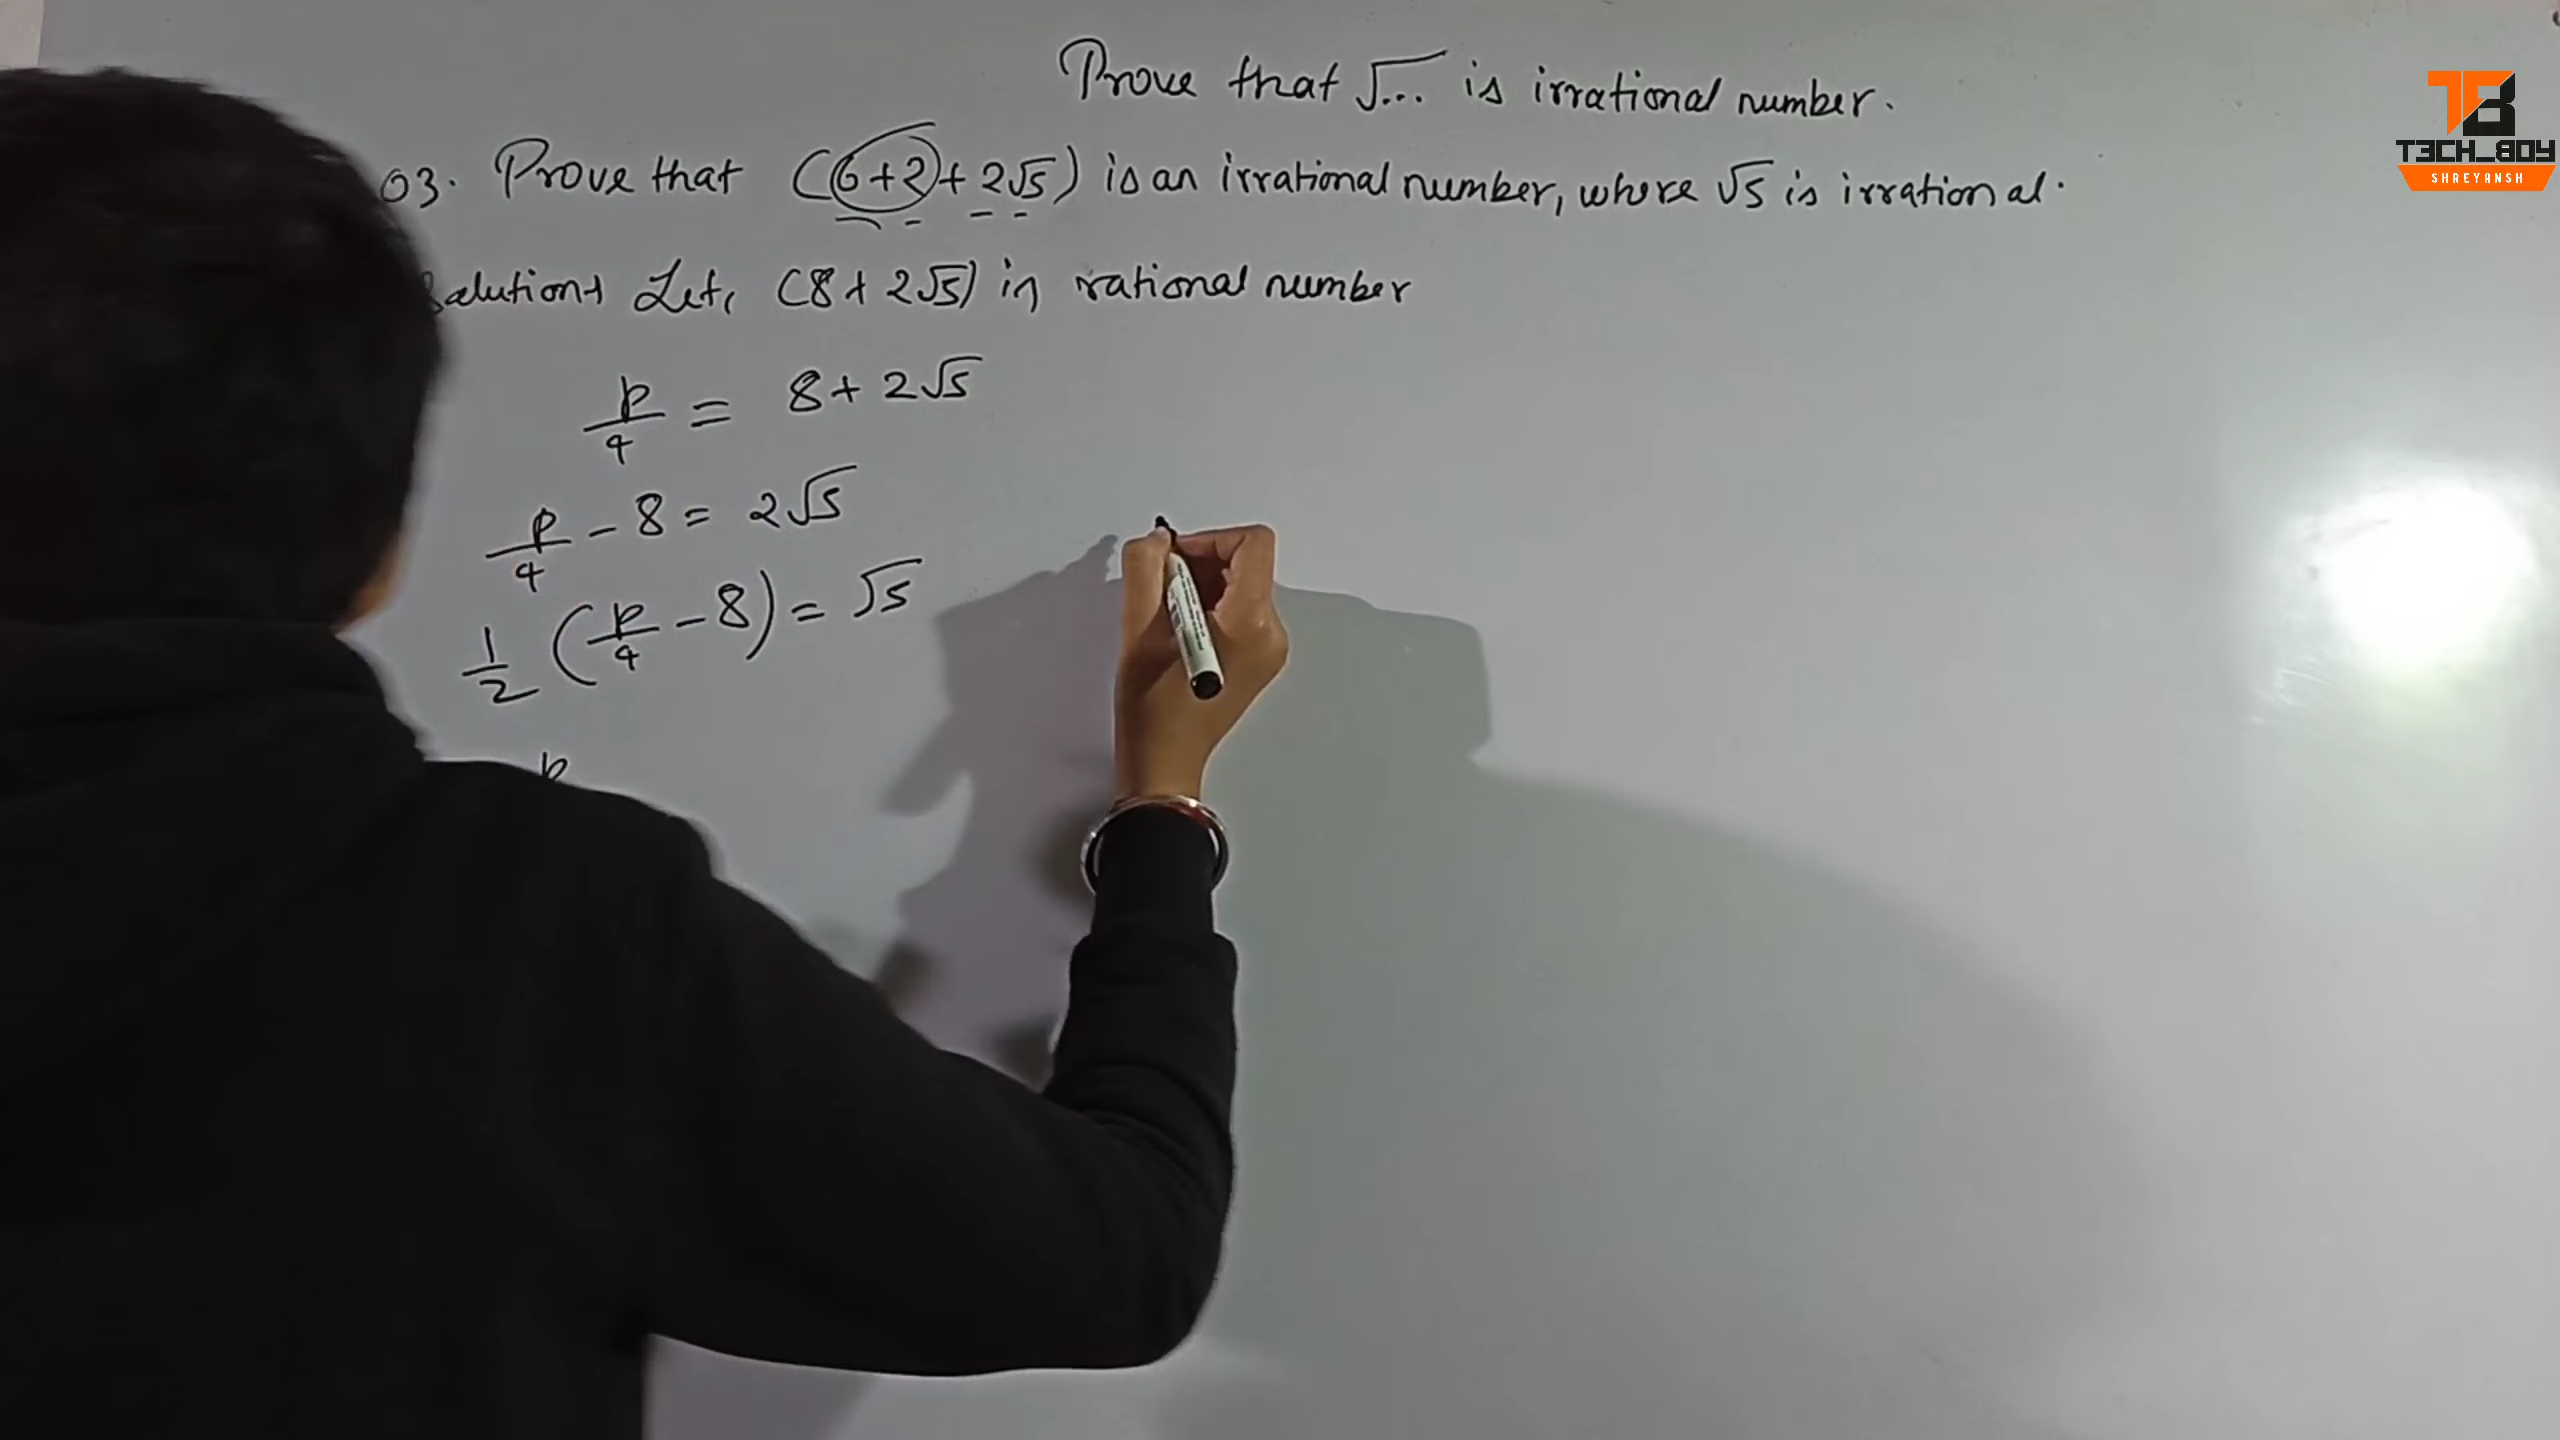 Prove that √... is irrational number.
03. Prove that (6+2+2√5) is an irrational number, where √5 is irrational.
Let, (8+2√5) is rational number
p/q = 8+2√5
p/q - 8 = 2√5
1/2 (p/q - 8) = √5
p
TB
T3CH_BOY
SHREYANSH